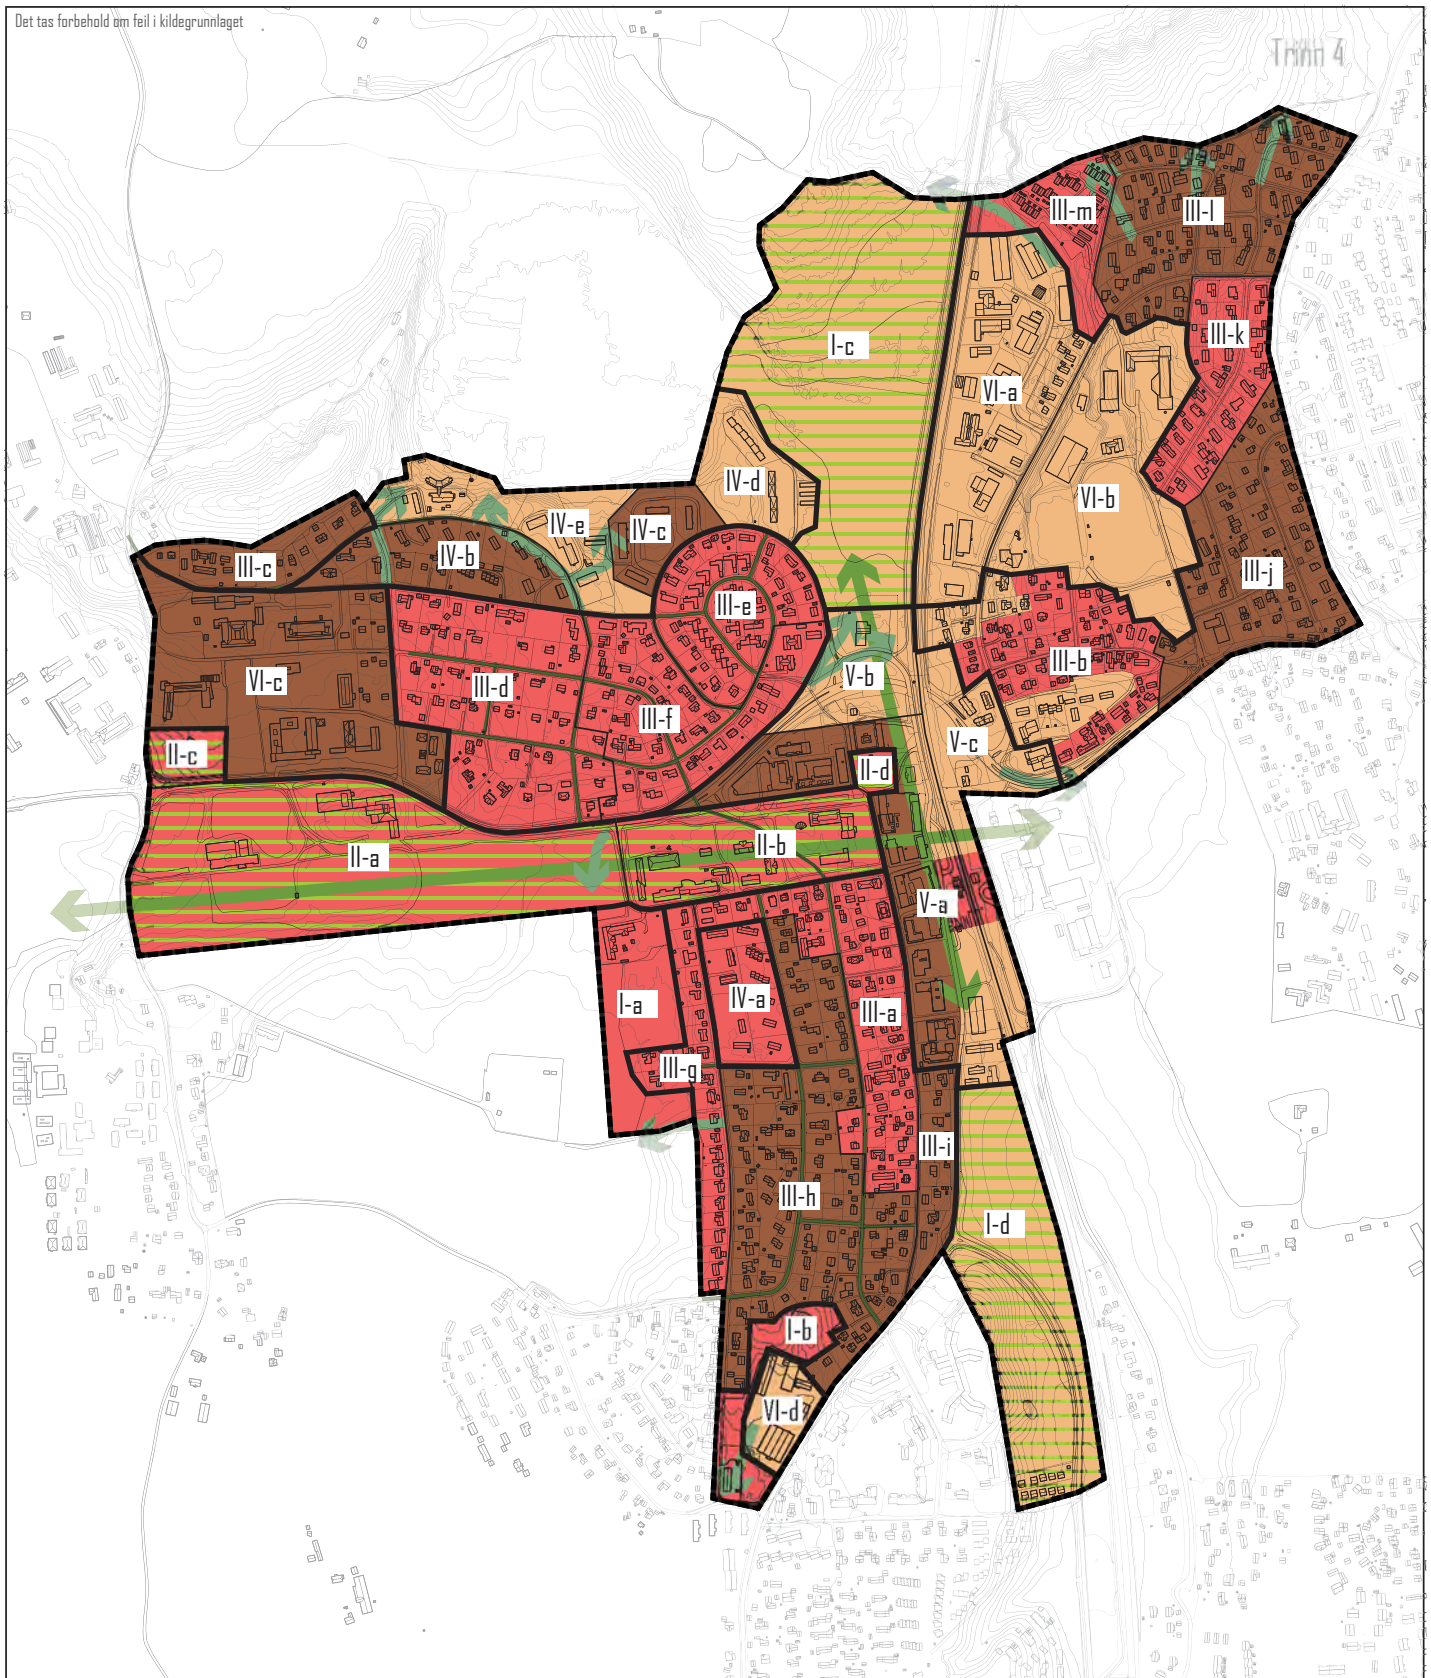 Det tas forbehold om feil i kildegrunnlaget
Trinn 4
III-m
III-l
I-c
III-k
VI-a
IV-d
VI-b
IV-e
IV-c
IV-b
III-c
III-j
III-e
III-b
V-b
VI-c
III-d
III-f
V-c
II-c
II-d
II-b
II-a
V-a
I-a
IV-a
III-a
III-g
III-i
III-h
I-d
I-b
VI-d